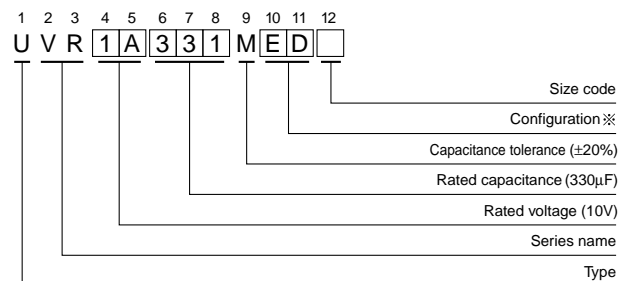 1 2 3 4 5 6 7 8 9 10 11 12
U V R 1 A 3 3 1 M E D
Size code
Configuration※
Capacitance tolerance (±20%)
Rated capacitance (330µF)
Rated voltage (10V)
Series name
Type